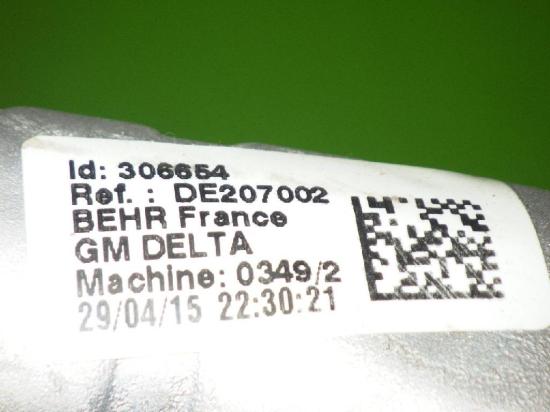 Id: 306654
Ref. : DE207002
BEHR France
GM DELTA
Machine: 0349/2
29/04/15 22:30:21